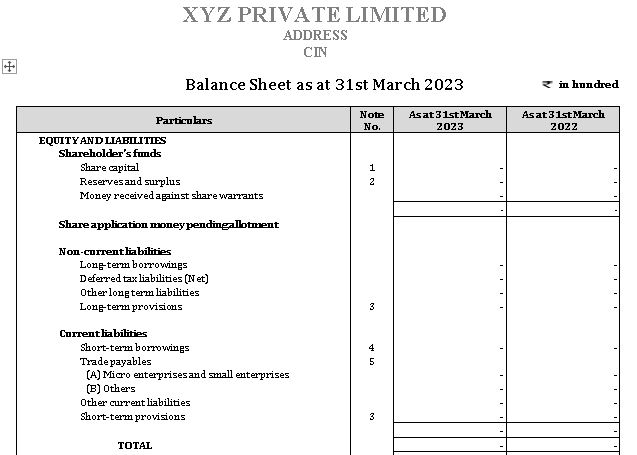 XYZ PRIVATE LIMITED
ADDRESS
CIN
Balance Sheet as at 31st March 2023
₹ in hundred
Particulars Note No. As at 31st March 2023 As at 31st March 2022
EQUITY AND LIABILITIES
Shareholder's funds
Share capital 1 - -
Reserves and surplus 2 - -
Money received against share warrants - -
- -
Share application money pending allotment
Non-current liabilities
Long-term borrowings - -
Deferred tax liabilities (Net) - -
Other long term liabilities - -
Long-term provisions 3 - -
Current liabilities
Short-term borrowings 4 - -
Trade payables 5 - -
(A) Micro enterprises and small enterprises - -
(B) Others - -
Other current liabilities - -
Short-term provisions 3 - -
- -
TOTAL - -